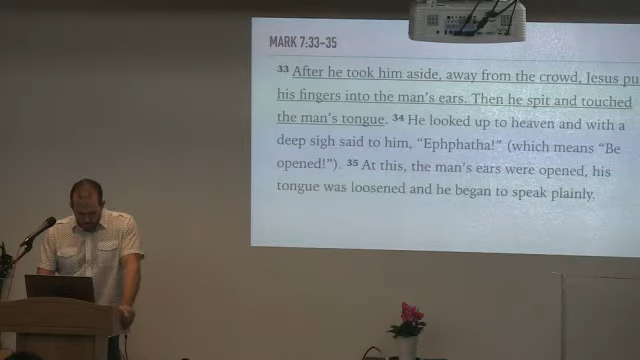 MARK 7:33-35
33 After he took him aside, away from the crowd, Jesus pu
his fingers into the man's ears. Then he spit and touched
the man's tongue. 34 He looked up to heaven and with a
deep sigh said to him, "Ephphatha!" (which means "Be
opened!"). 35 At this, the man's ears were opened, his
tongue was loosened and he began to speak plainly.